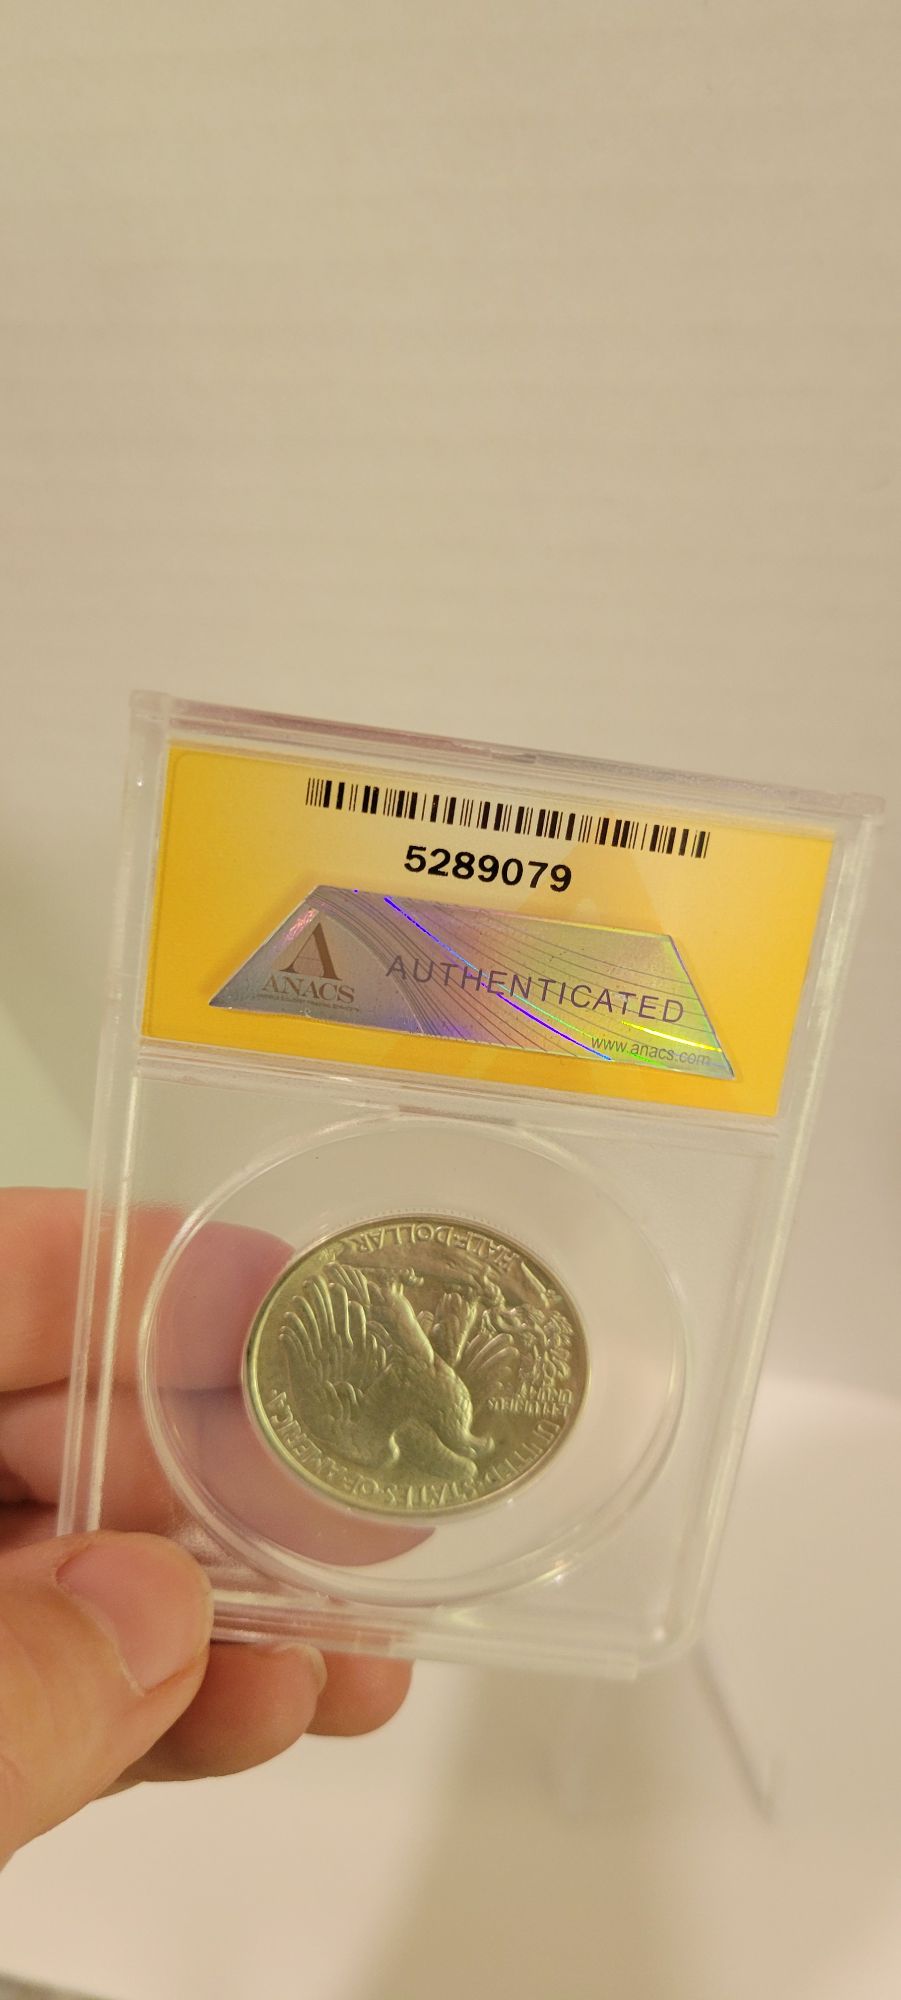 5289079
ANACS
AUTHENTICATED
www.anacs.com
HALF·DOLLAR
E·PLURIBUS
UNUM
UNITED·STATES·OF·AMERICA